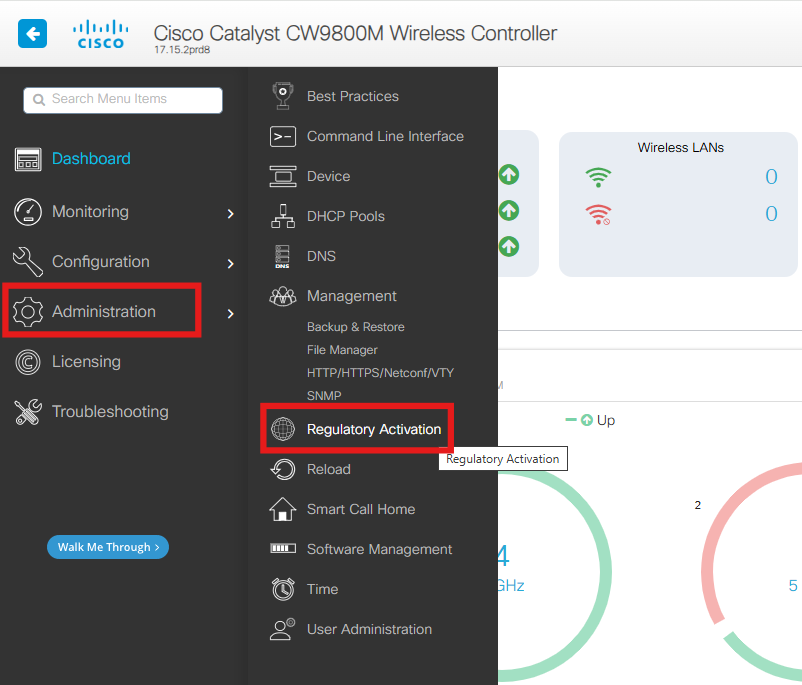 CISCO
Cisco Catalyst CW9800M Wireless Controller
17.15.2prd8
Search Menu Items
Dashboard
Monitoring
Configuration
Administration
Licensing
Troubleshooting
Walk Me Through >
Best Practices
Command Line Interface
Device
DHCP Pools
DNS
DNS
Management
Backup & Restore
File Manager
HTTP/HTTPS/Netconf/VTY
SNMP
Regulatory Activation
Regulatory Activation
Reload
Smart Call Home
Software Management
Time
User Administration
Wireless LANs
0
0
M
Up
4
GHz
2
5